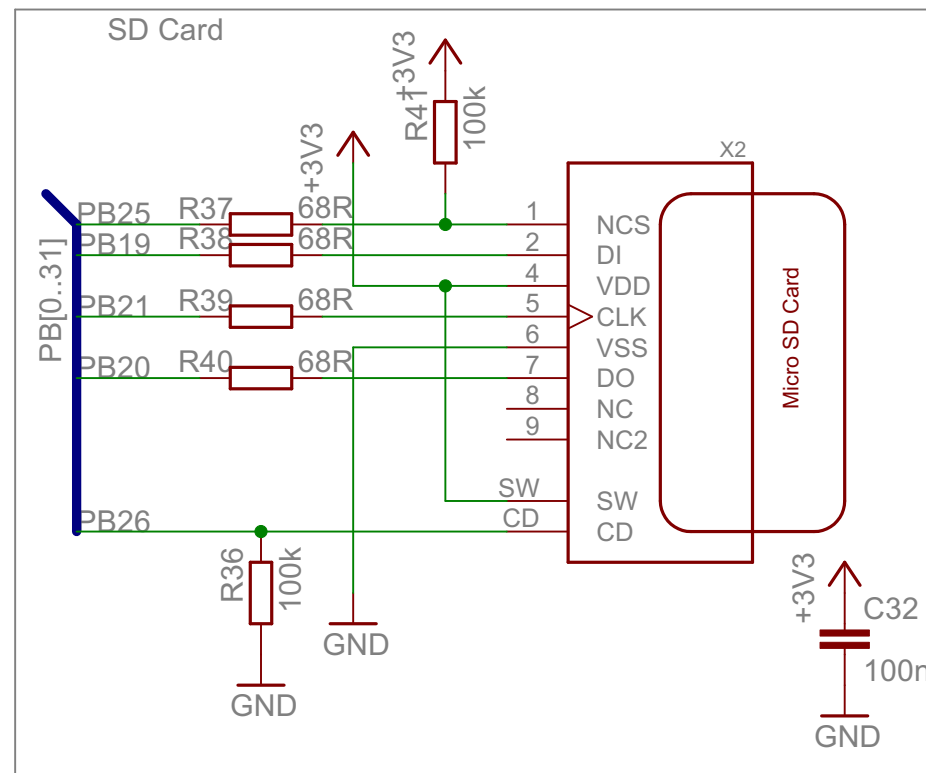 SD Card
+3V3
R41
100k
+3V3
X2
PB[0..31]
PB25
R37
68R
1
NCS
PB19
R38
68R
2
DI
4
VDD
PB21
R39
68R
5
CLK
6
VSS
PB20
R40
68R
7
DO
8
NC
9
NC2
Micro SD Card
SW
SW
PB26
CD
CD
R36
100k
GND
GND
+3V3
C32
100n
GND